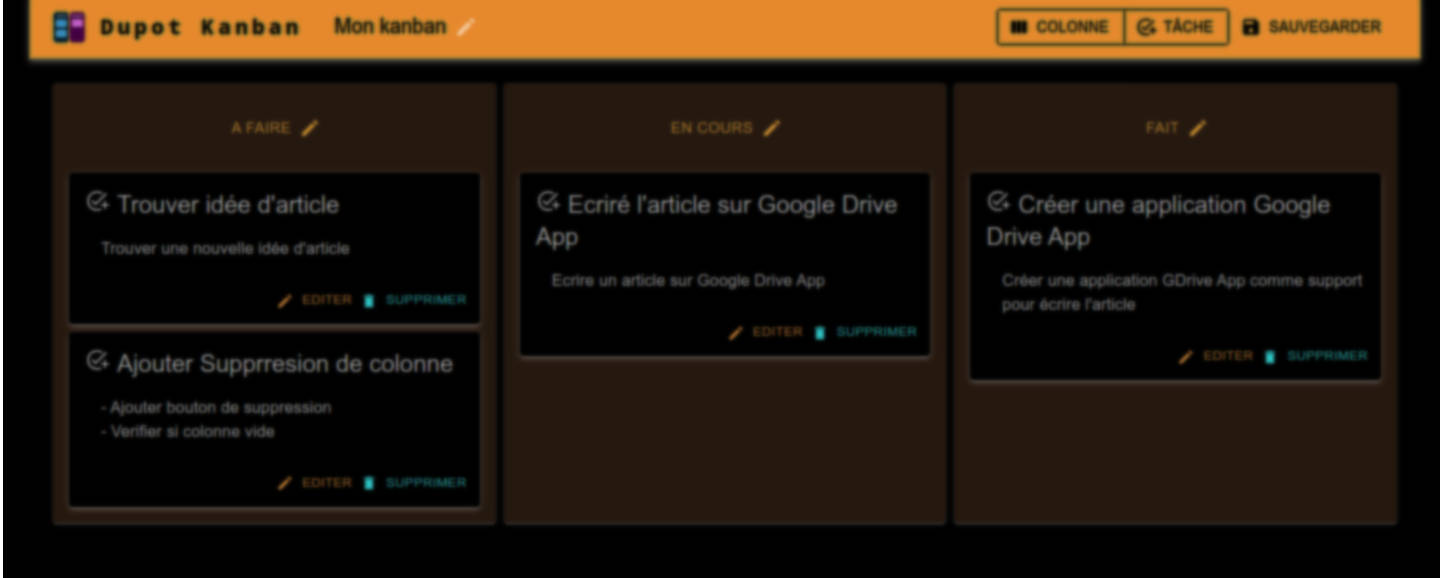 Dupot Kanban Mon kanban COLONNE TÂCHE SAUVEGARDER
A FAIRE
Trouver idée d'article
Trouver une nouvelle idée d'article
EDITER SUPPRIMER
Ajouter Supprresion de colonne
- Ajouter bouton de suppression
- Verifier si colonne vide
EDITER SUPPRIMER
EN COURS
Ecriré l'article sur Google Drive
App
Ecrire un article sur Google Drive App
EDITER SUPPRIMER
FAIT
Créer une application Google
Drive App
Créer une application GDrive App comme support
pour écrire l'article
EDITER SUPPRIMER